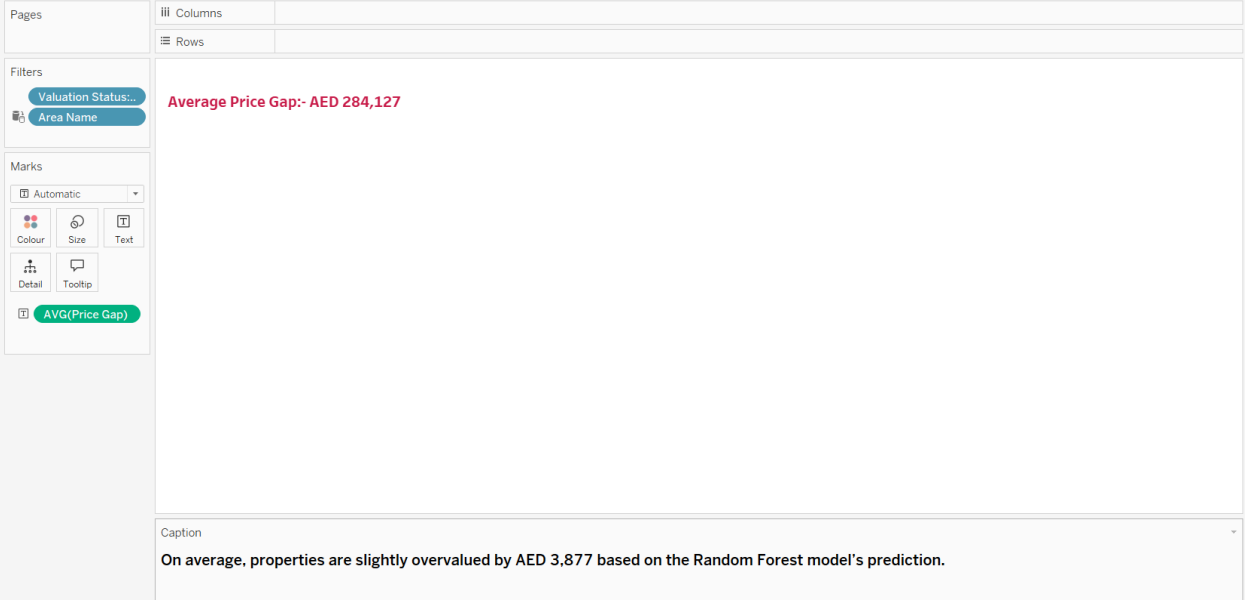 Pages
Columns
Rows
Filters
Valuation Status:..
Area Name
Marks
Automatic
Colour
Size
Text
Detail
Tooltip
AVG(Price Gap)
Average Price Gap:- AED 284,127
Caption
On average, properties are slightly overvalued by AED 3,877 based on the Random Forest model’s prediction.